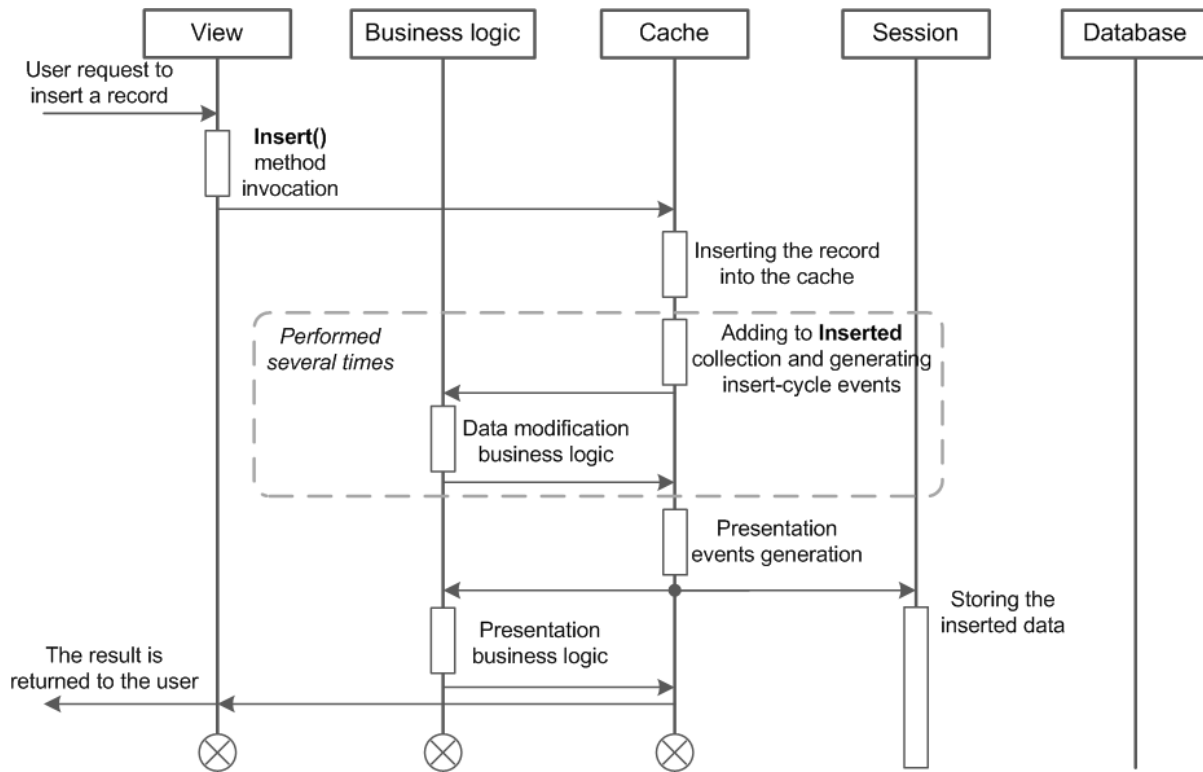 View
Business logic
Cache
Session
Database
User request to
insert a record
Insert()
method
invocation
Inserting the record
into the cache
Performed
several times
Adding to Inserted
collection and generating
insert-cycle events
Data modification
business logic
Presentation
events generation
Storing the
inserted data
Presentation
business logic
The result is
returned to the user